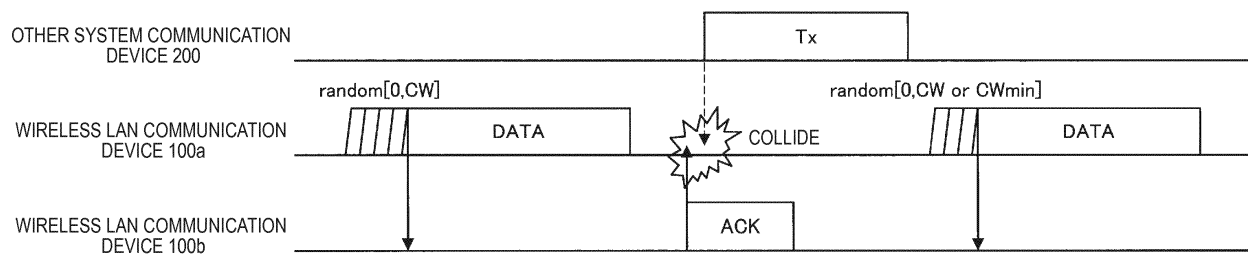 OTHER SYSTEM COMMUNICATION
DEVICE 200
Tx
random[0,CW]
random[0,CW or CWmin]
WIRELESS LAN COMMUNICATION
DEVICE 100a
DATA
COLLIDE
DATA
WIRELESS LAN COMMUNICATION
DEVICE 100b
ACK